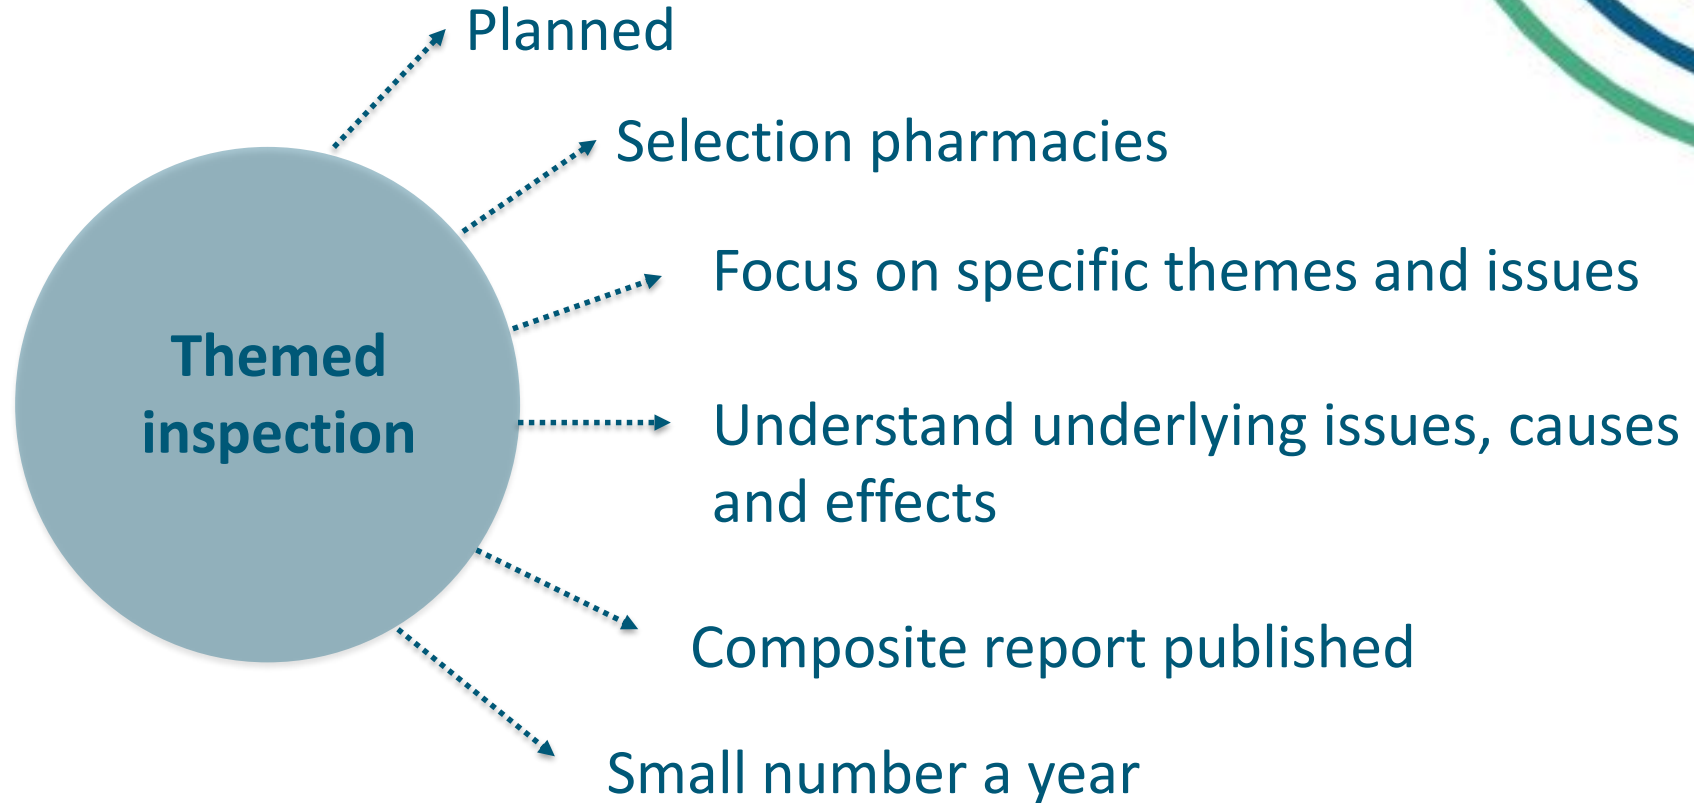 Planned
Selection pharmacies
Focus on specific themes and issues
Themed
inspection
Understand underlying issues, causes
and effects
Composite report published
Small number a year